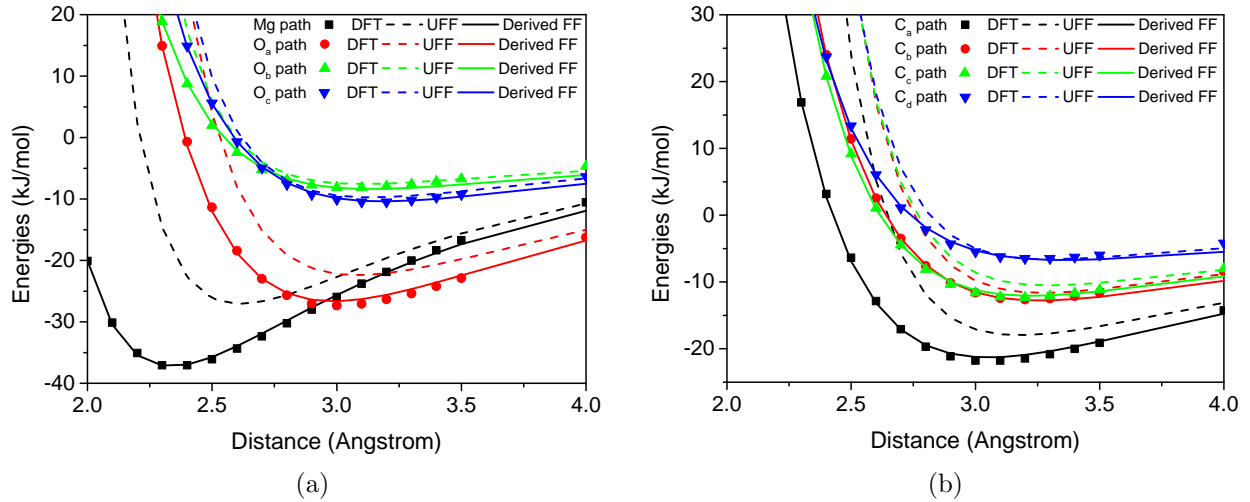 Mg path DFT UFF Derived FF
Oa path DFT UFF Derived FF
Ob path DFT UFF Derived FF
Oc path DFT UFF Derived FF
20
10
0
-10
-20
-30
-40
Energies (kJ/mol)
2.0 2.5 3.0 3.5 4.0
Distance (Angstrom)
(a)
Ca path DFT UFF Derived FF
Cb path DFT UFF Derived FF
Cc path DFT UFF Derived FF
Cd path DFT UFF Derived FF
30
20
10
0
-10
-20
Energies (kJ/mol)
2.0 2.5 3.0 3.5 4.0
Distance (Angstrom)
(b)